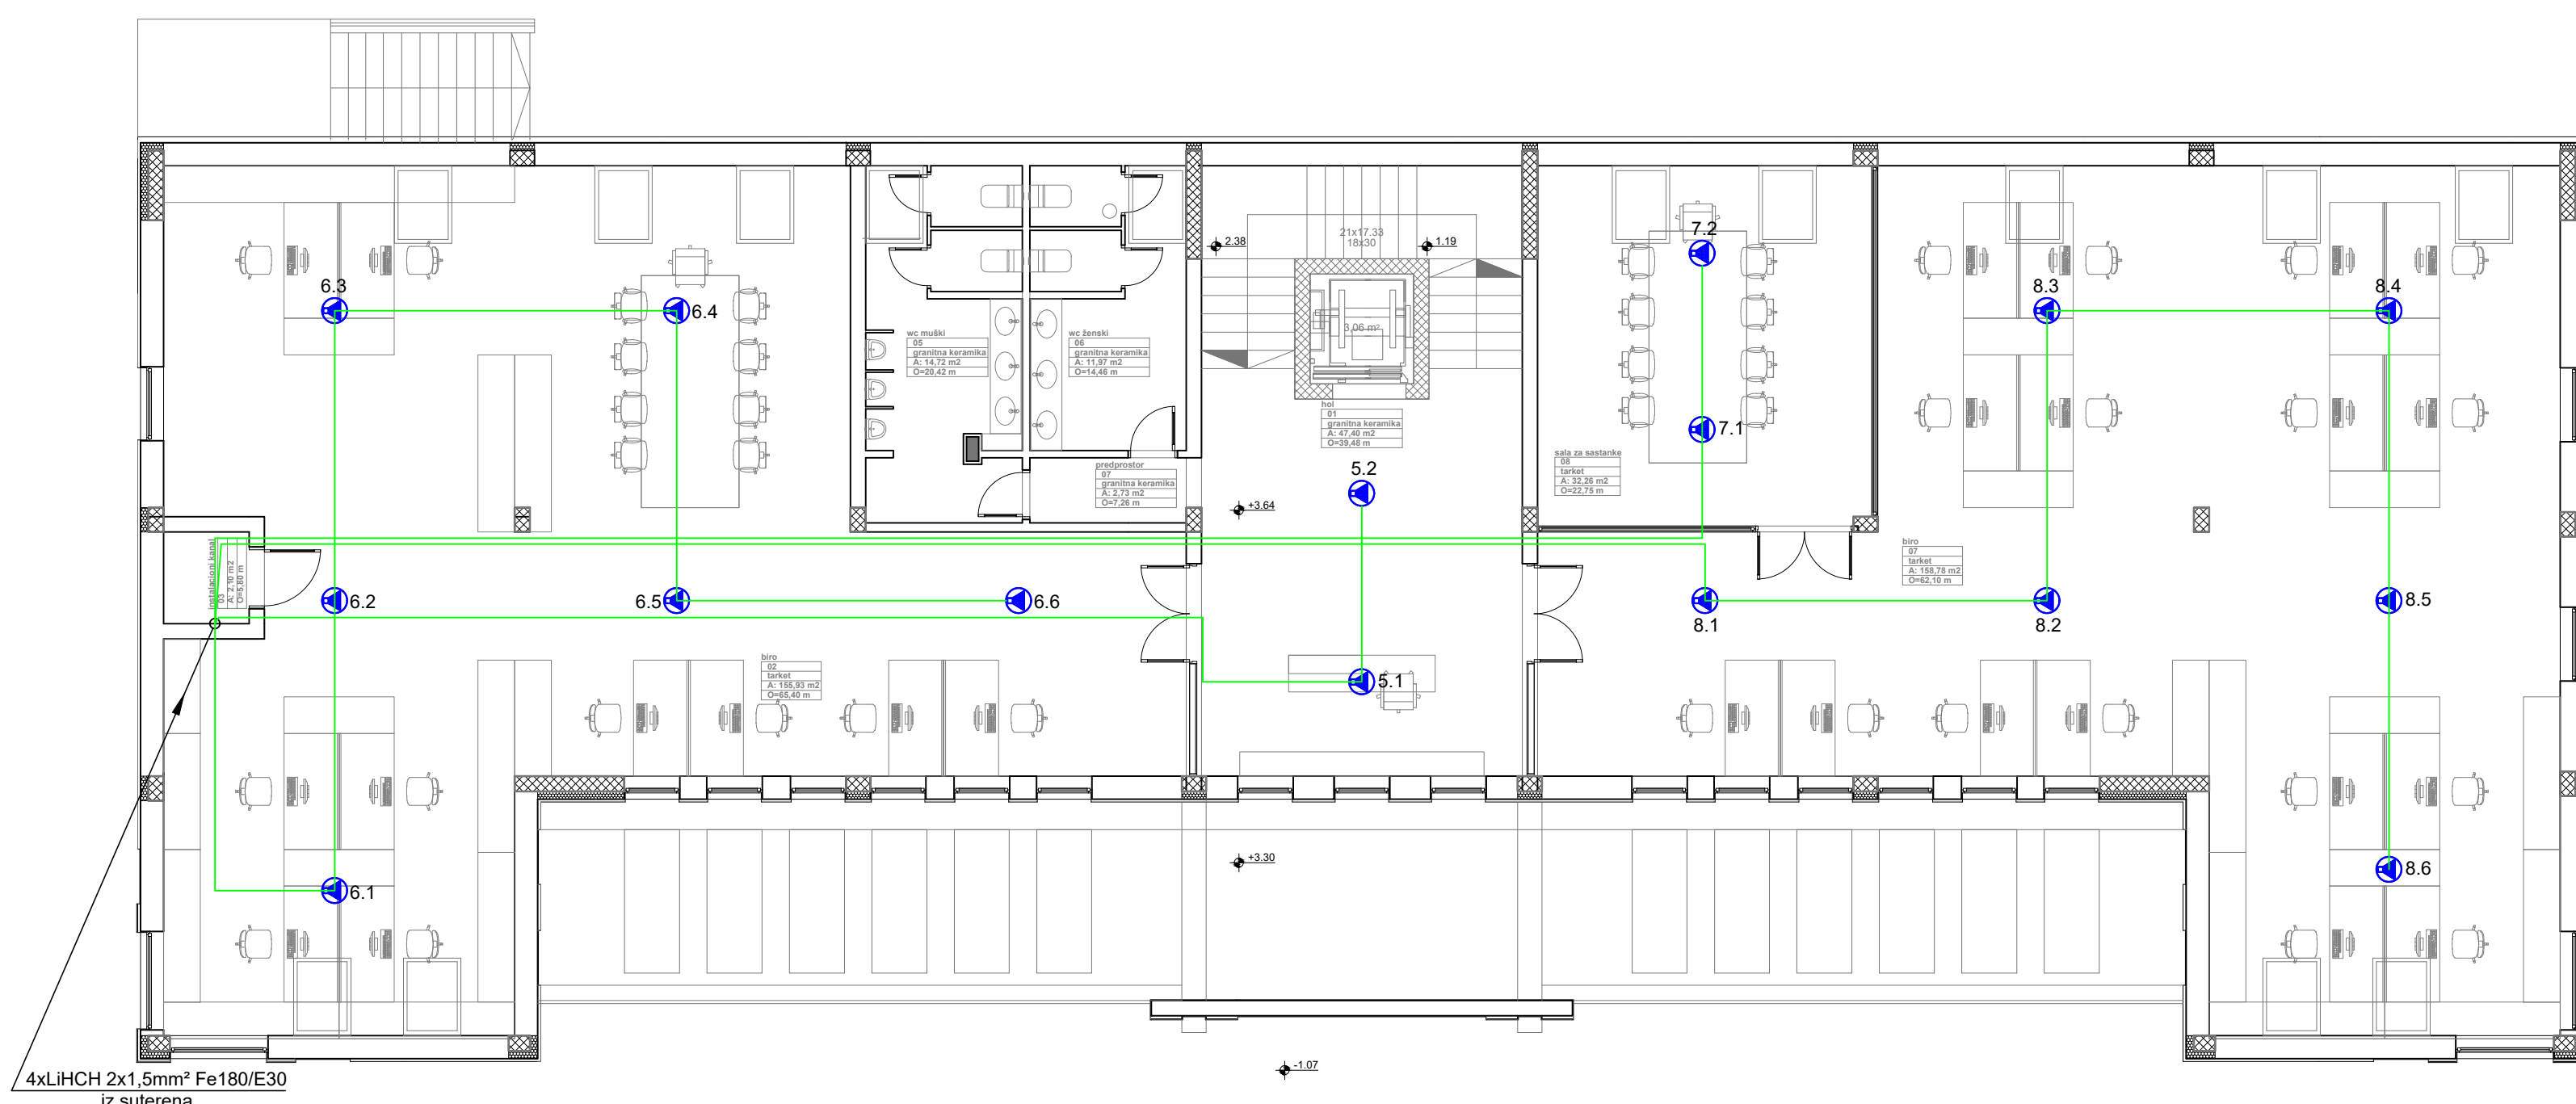 2.38
21x17.33
18x30
1.19
7.2
6.3
8.3
8.4
6.4
3,06 m²
wc muški
05
granitna keramika
A: 14,72 m2
O=20,42 m
wc ženski
06
granitna keramika
A: 11,97 m2
O=14,46 m
hol
01
granitna keramika
A: 47,40 m2
O=39,48 m
7.1
5.2
sala za sastanke
08
tarket
A: 32,26 m2
O=22,75 m
predprostor
07
granitna keramika
A: 2,73 m2
O=7,26 m
+3.64
instalacioni kanal
03
A: 2,10 m2
O=5,80 m
biro
07
tarket
A: 158,78 m2
O=62,10 m
6.2
6.5
6.6
8.1
8.2
8.5
biro
02
tarket
A: 155,93 m2
O=65,40 m
5.1
+3.30
8.6
6.1
-1.07
4xLiHCH 2x1,5mm² Fe180/E30
iz suterena